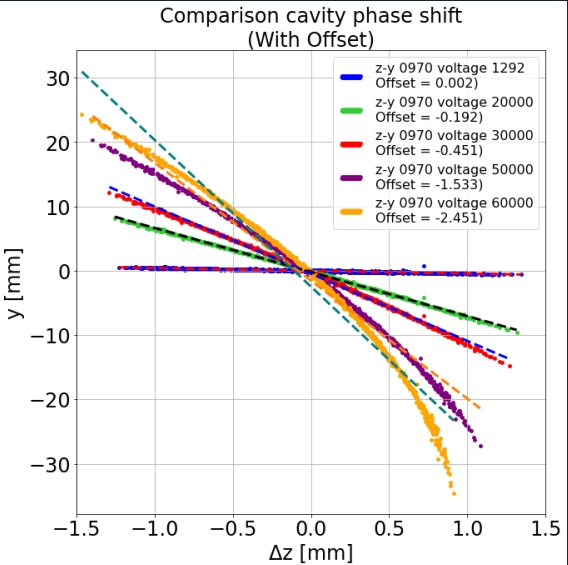 Comparison cavity phase shift
(With Offset)
z-y 0970 voltage 1292
Offset = 0.002)
z-y 0970 voltage 20000
Offset = -0.192)
z-y 0970 voltage 30000
Offset = -0.451)
z-y 0970 voltage 50000
Offset = -1.533)
z-y 0970 voltage 60000
Offset = -2.451)
y [mm]
30
20
10
0
−10
−20
−30
−1.5 −1.0 −0.5 0.0 0.5 1.0 1.5
Δz [mm]